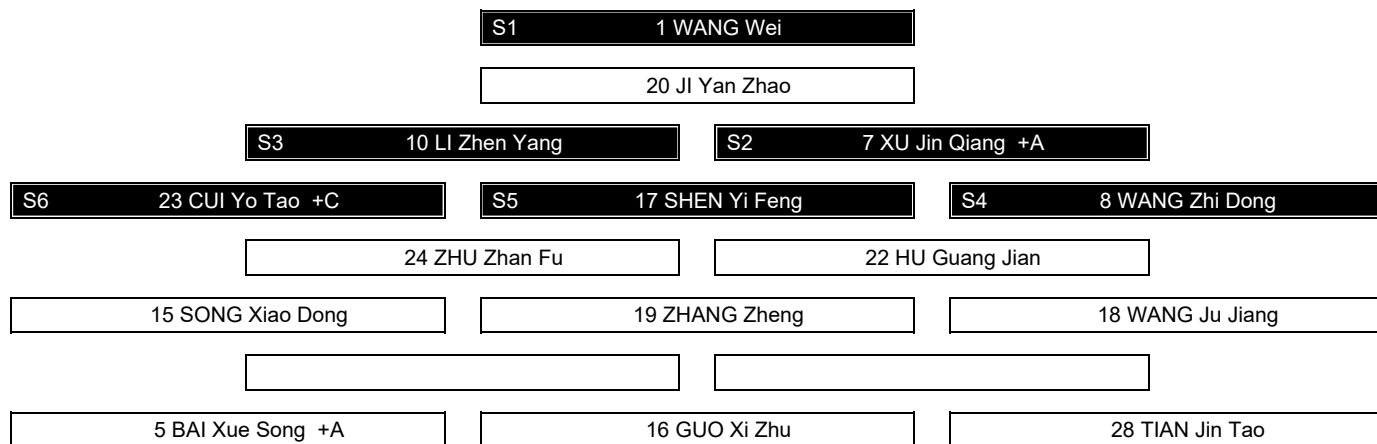 S1 1 WANG Wei
20 JI Yan Zhao
S3 10 LI Zhen Yang
S2 7 XU Jin Qiang +A
S6 23 CUI Yo Tao +C
S5 17 SHEN Yi Feng
S4 8 WANG Zhi Dong
24 ZHU Zhan Fu
22 HU Guang Jian
15 SONG Xiao Dong
19 ZHANG Zheng
18 WANG Ju Jiang
5 BAI Xue Song +A
16 GUO Xi Zhu
28 TIAN Jin Tao